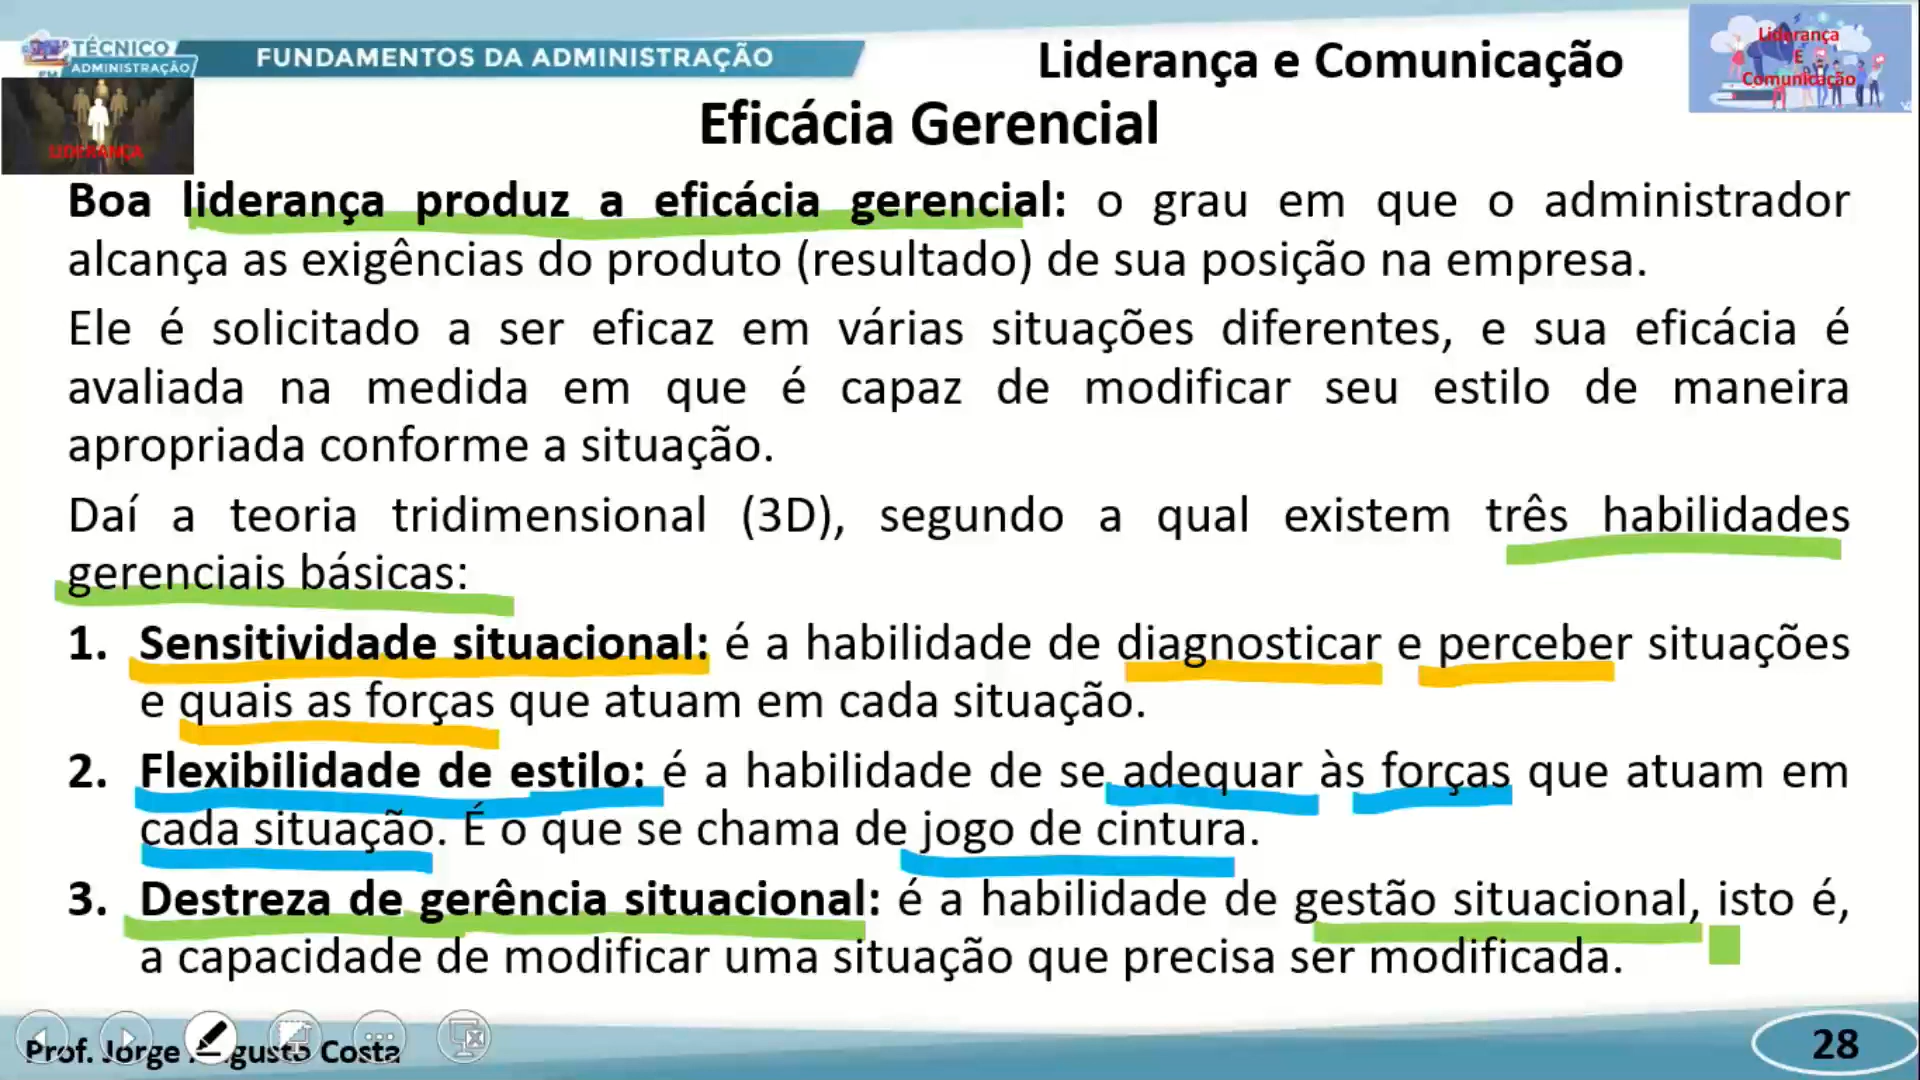 TÉCNICO
EM ADMINISTRAÇÃO
FUNDAMENTOS DA ADMINISTRAÇÃO
Liderança e Comunicação
Liderança
E
Comunicação
LIDERANÇA
Eficácia Gerencial
Boa liderança produz a eficácia gerencial: o grau em que o administrador
alcança as exigências do produto (resultado) de sua posição na empresa.
Ele é solicitado a ser eficaz em várias situações diferentes, e sua eficácia é
avaliada na medida em que é capaz de modificar seu estilo de maneira
apropriada conforme a situação.
Daí a teoria tridimensional (3D), segundo a qual existem três habilidades
gerenciais básicas:
1. Sensitividade situacional: é a habilidade de diagnosticar e perceber situações
e quais as forças que atuam em cada situação.
2. Flexibilidade de estilo: é a habilidade de se adequar às forças que atuam em
cada situação. É o que se chama de jogo de cintura.
3. Destreza de gerência situacional: é a habilidade de gestão situacional, isto é,
a capacidade de modificar uma situação que precisa ser modificada.
Prof. Jorge Augusto Costa
28